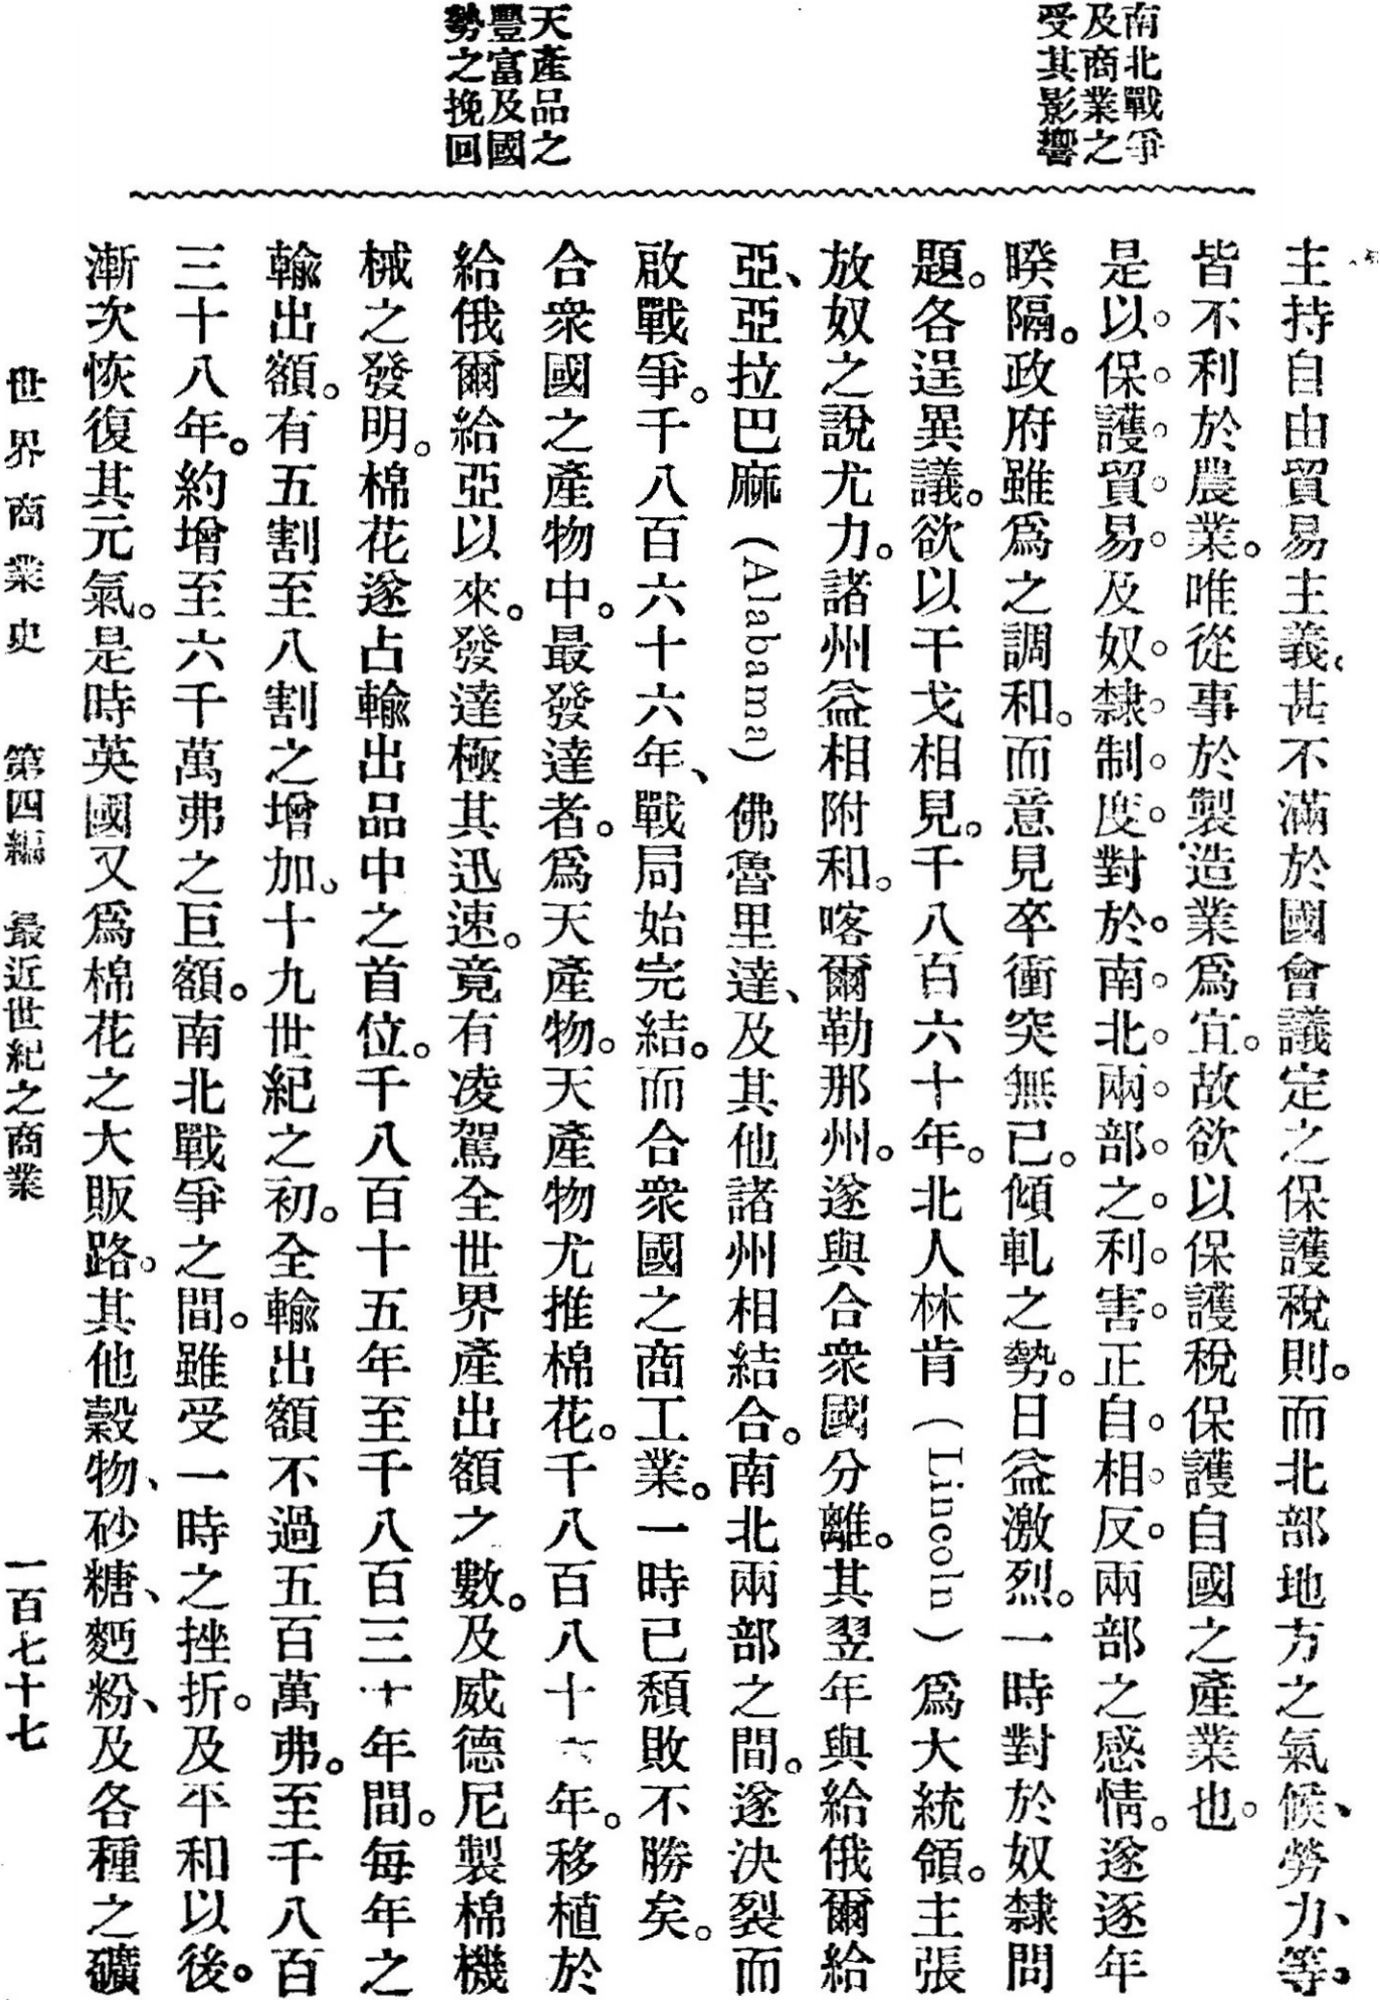 南北戰爭
及商業之
受其影響
天產品之
豐富及國
勢之挽回
主持自由貿易主義。甚不滿於國會議定之保護稅則。而北部地方之氣候、勞力、等。
皆不利於農業。唯從事於製造業爲宜。故欲以保護稅保護自國之產業也。
是以保護貿易及奴隸制度對於南北兩部之利害正自相反兩部之感情。遂逐年
暌隔。政府雖爲之調和。而意見卒衝突無已。傾軋之勢。日益激烈。一時對於奴隸問
題。各逞異議。欲以干戈相見。千八百六十年。北人林肯(Lincoln)爲大統領。主張
放奴之說尤力。諸州益相附和。喀爾勒那州。遂與合衆國分離。其翌年與給俄爾給
亞、亞拉巴麻(Alabama)佛魯里達、及其他諸州相結合。南北兩部之間。遂決裂而
啟戰爭。千八百六十六年、戰局始完結。而合衆國之商工業。一時已頹敗不勝矣。
合衆國之產物中。最發達者。爲天產物。天產物尤推棉花。千八百八十六年。移植於
給俄爾給亞以來。發達極其迅速。竟有凌駕全世界產出額之數。及威德尼製棉機
械之發明。棉花遂占輸出品中之首位。千八百十五年至千八百三十年間。每年之
輸出額。有五割至八割之增加。十九世紀之初。全輸出額不過五百萬弗。至千八百
三十八年。約增至六千萬弗之巨額。南北戰爭之間。雖受一時之挫折。及平和以後。
漸次恢復其元氣。是時英國又爲棉花之大販路。其他穀物、砂糖、麪粉、及各種之礦
世界商業史 第四編 最近世紀之商業 一百七十七